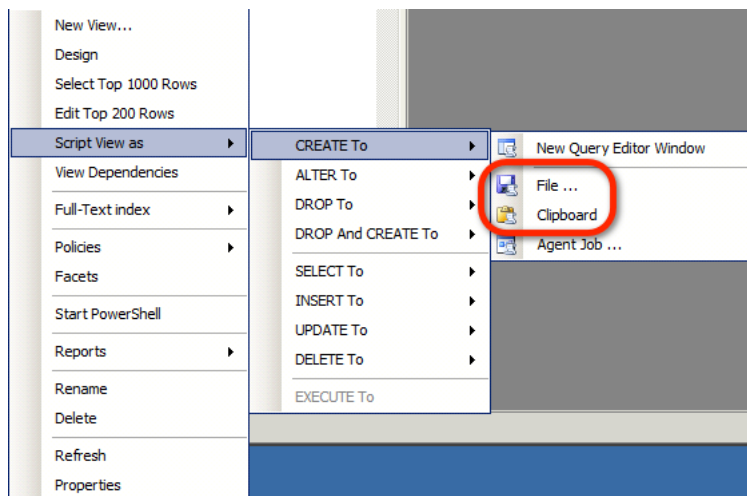 New View...
Design
Select Top 1000 Rows
Edit Top 200 Rows
Script View as
View Dependencies
Full-Text index
Policies
Facets
Start PowerShell
Reports
Rename
Delete
Refresh
Properties
CREATE To
ALTER To
DROP To
DROP And CREATE To
SELECT To
INSERT To
UPDATE To
DELETE To
EXECUTE To
New Query Editor Window
File ...
Clipboard
Agent Job ...